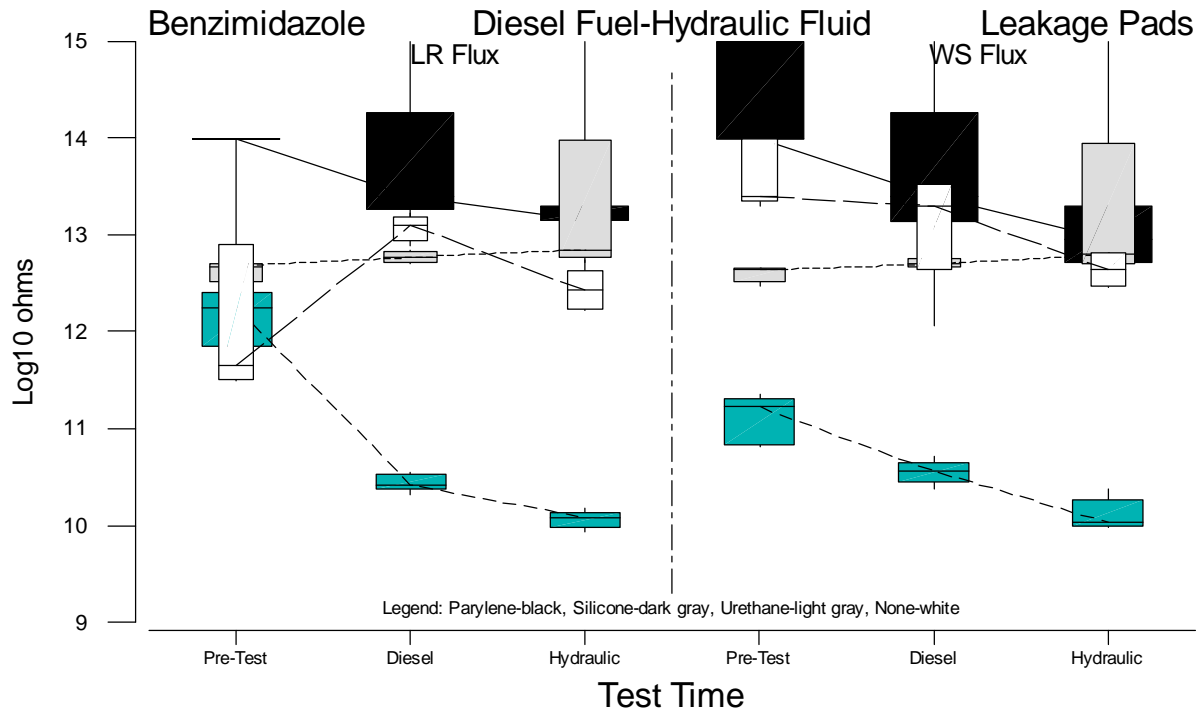 Benzimidazole Diesel Fuel-Hydraulic Fluid Leakage Pads
LR Flux WS Flux
15
14
13
12
11
10
9
Log10 ohms
Legend: Parylene-black, Silicone-dark gray, Urethane-light gray, None-white
Pre-Test Diesel Hydraulic Pre-Test Diesel Hydraulic
Test Time